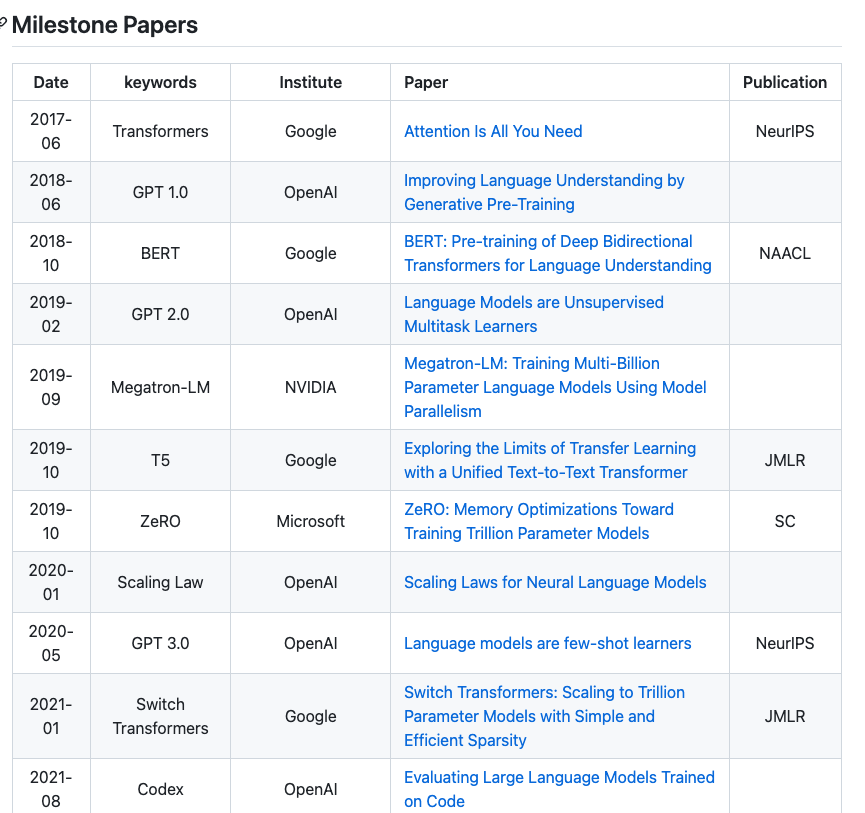 Milestone Papers
Date keywords Institute Paper Publication
2017-
06
Transformers
Google
Attention Is All You Need
NeurIPS
2018-
06
GPT 1.0
OpenAI
Improving Language Understanding by
Generative Pre-Training
2018-
10
BERT
Google
BERT: Pre-training of Deep Bidirectional
Transformers for Language Understanding
NAACL
2019-
02
GPT 2.0
OpenAI
Language Models are Unsupervised
Multitask Learners
2019-
09
Megatron-LM
NVIDIA
Megatron-LM: Training Multi-Billion
Parameter Language Models Using Model
Parallelism
2019-
10
T5
Google
Exploring the Limits of Transfer Learning
with a Unified Text-to-Text Transformer
JMLR
2019-
10
ZeRO
Microsoft
ZeRO: Memory Optimizations Toward
Training Trillion Parameter Models
SC
2020-
01
Scaling Law
OpenAI
Scaling Laws for Neural Language Models
2020-
05
GPT 3.0
OpenAI
Language models are few-shot learners
NeurIPS
2021-
01
Switch
Transformers
Google
Switch Transformers: Scaling to Trillion
Parameter Models with Simple and
Efficient Sparsity
JMLR
2021-
08
Codex
OpenAI
Evaluating Large Language Models Trained
on Code